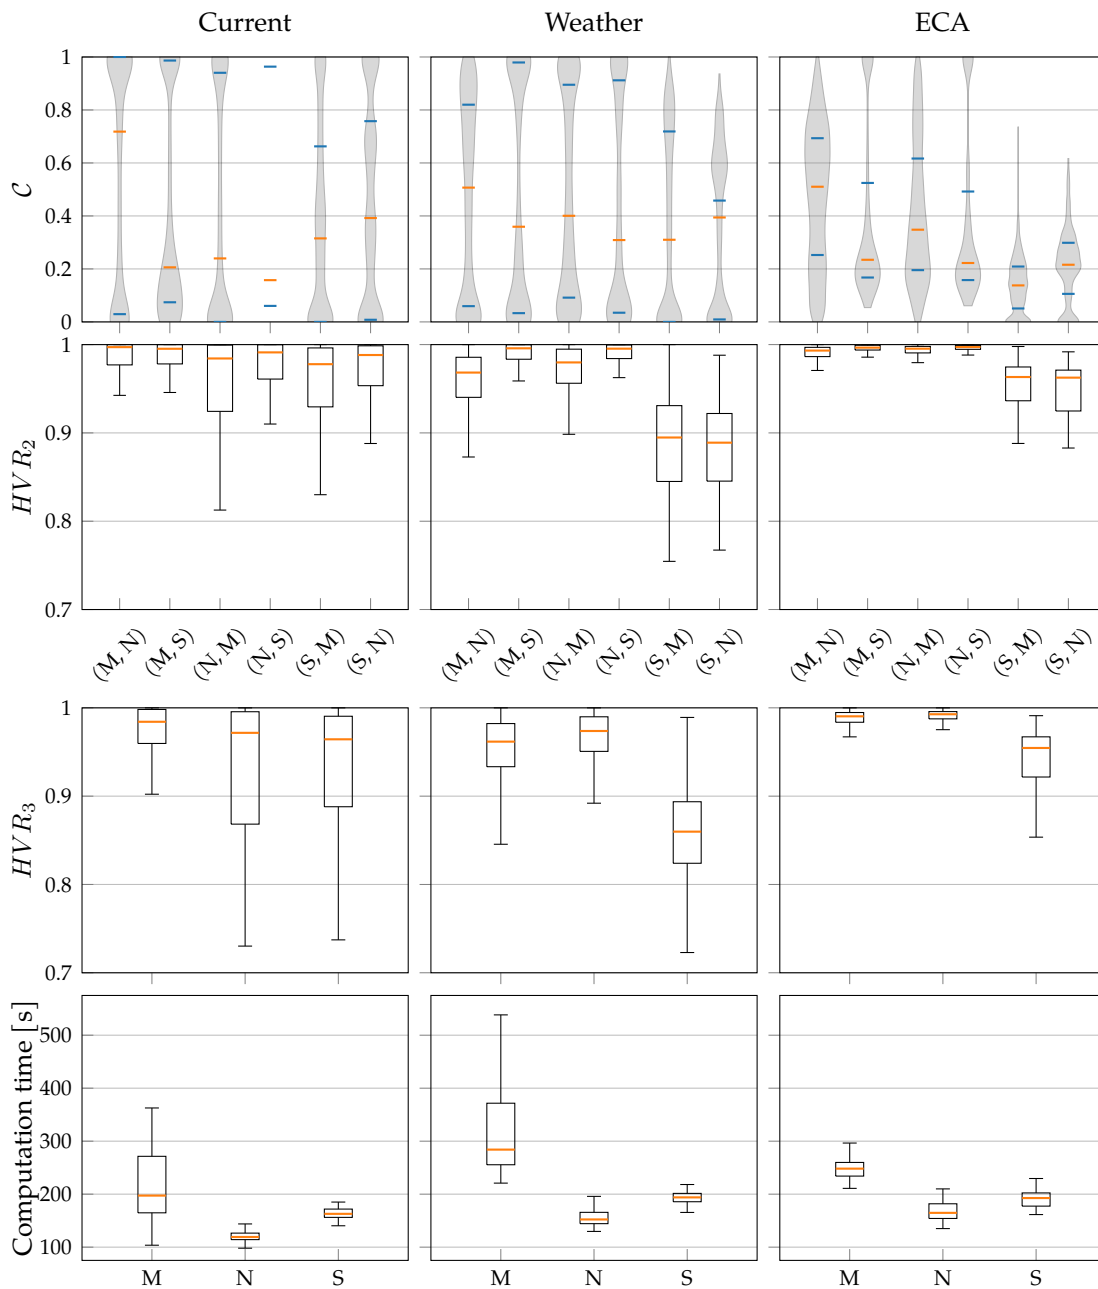 Current Weather ECA
1
0.8
0.6
0.4
0.2
0
C
1
0.9
0.8
0.7
HVR2
(M, N) (M, S) (N, M) (N, S) (S, M) (S, N) (M, N) (M, S) (N, M) (N, S) (S, M) (S, N) (M, N) (M, S) (N, M) (N, S) (S, M) (S, N)
1
0.9
0.8
0.7
HVR3
500
400
300
200
100
Computation time [s]
M N S M N S M N S